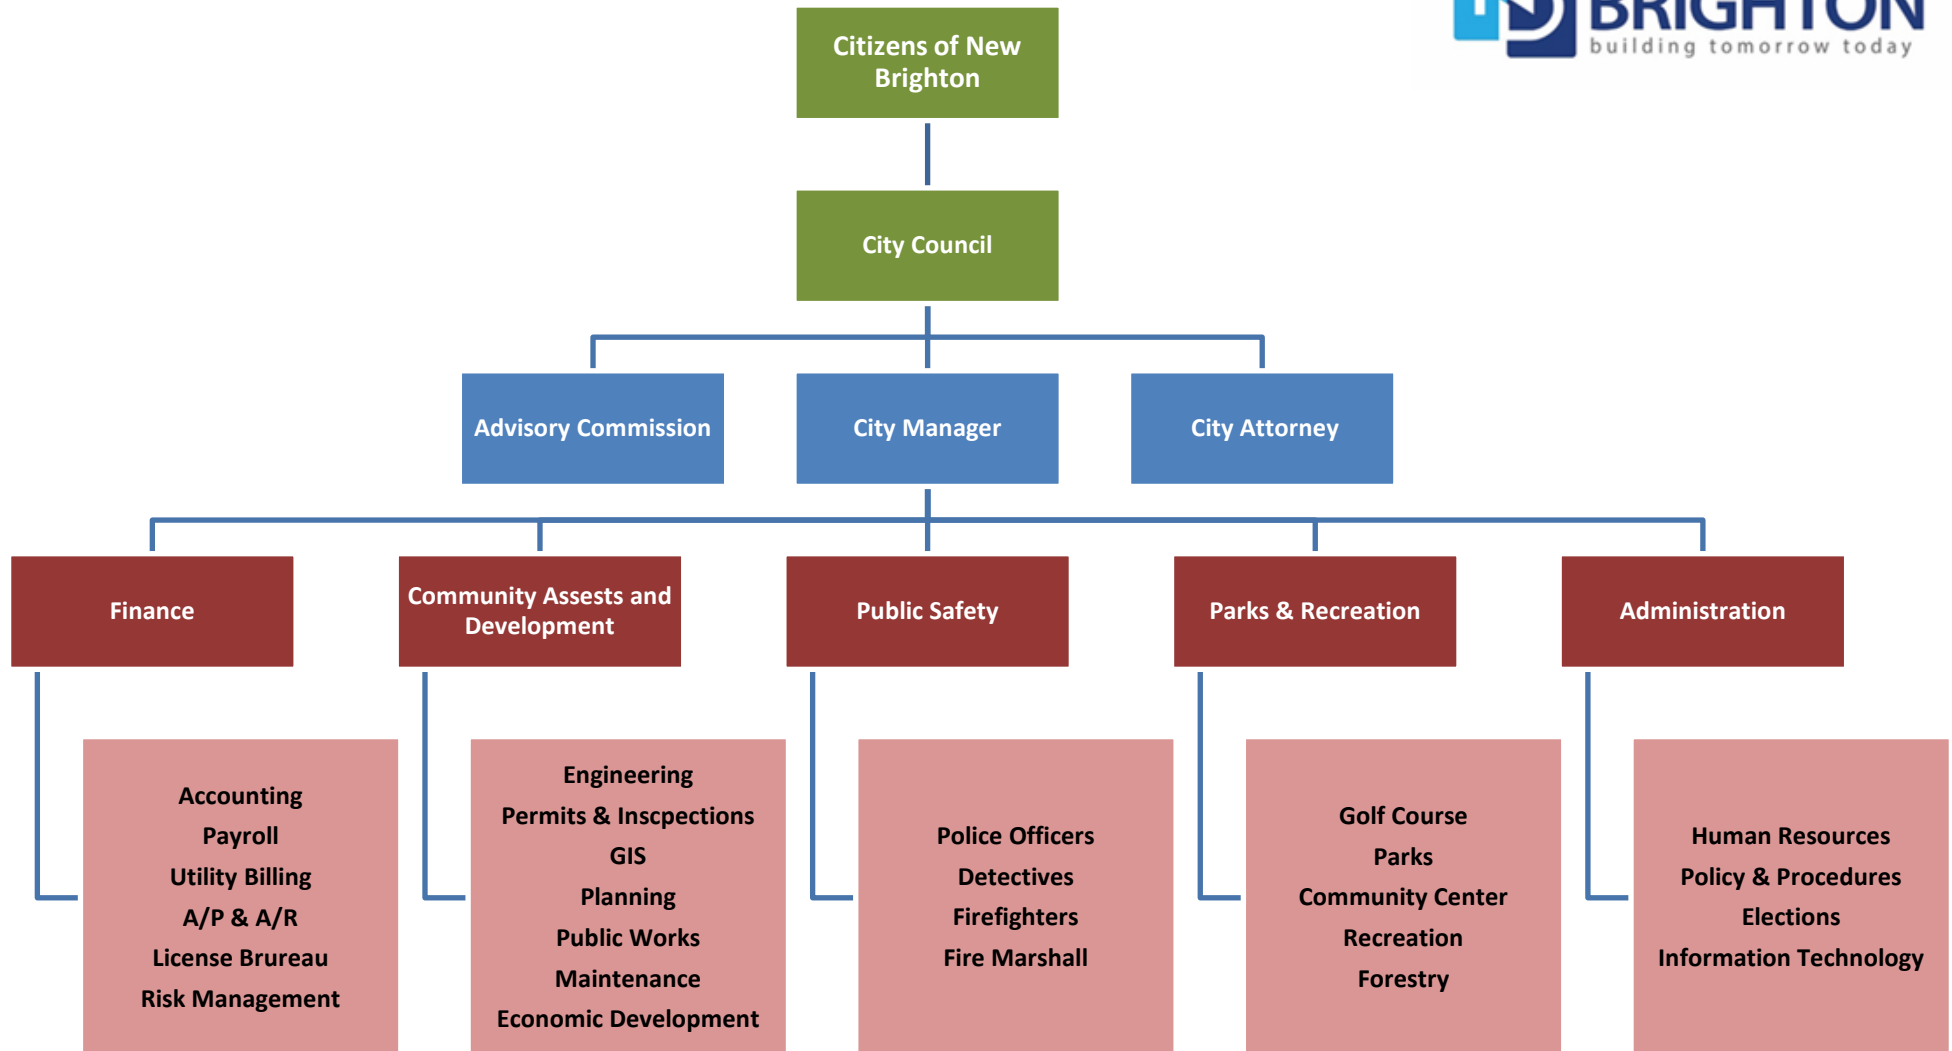 BRIGHTON
building tomorrow today
Citizens of New
Brighton
City Council
Advisory Commission
City Manager
City Attorney
Finance
Community Assests and
Development
Public Safety
Parks & Recreation
Administration
Accounting
Payroll
Utility Billing
A/P & A/R
License Brureau
Risk Management
Engineering
Permits & Inscpections
GIS
Planning
Public Works
Maintenance
Economic Development
Police Officers
Detectives
Firefighters
Fire Marshall
Golf Course
Parks
Community Center
Recreation
Forestry
Human Resources
Policy & Procedures
Elections
Information Technology